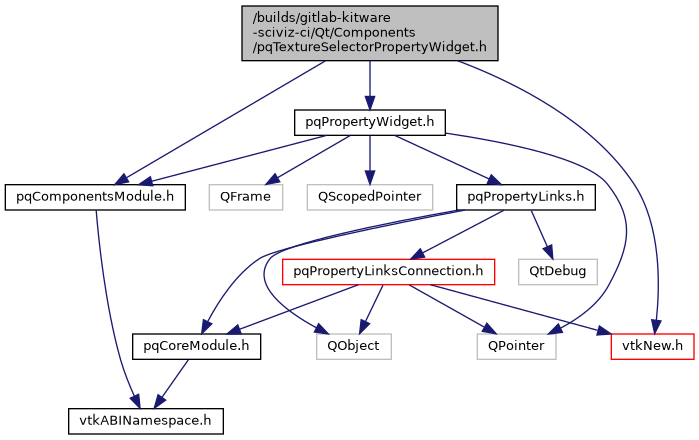 /builds/gitlab-kitware
-sciviz-ci/Qt/Components
/pqTextureSelectorPropertyWidget.h
pqPropertyWidget.h
pqComponentsModule.h
QFrame
QScopedPointer
pqPropertyLinks.h
pqPropertyLinksConnection.h
QtDebug
pqCoreModule.h
QObject
QPointer
vtkNew.h
vtkABINamespace.h